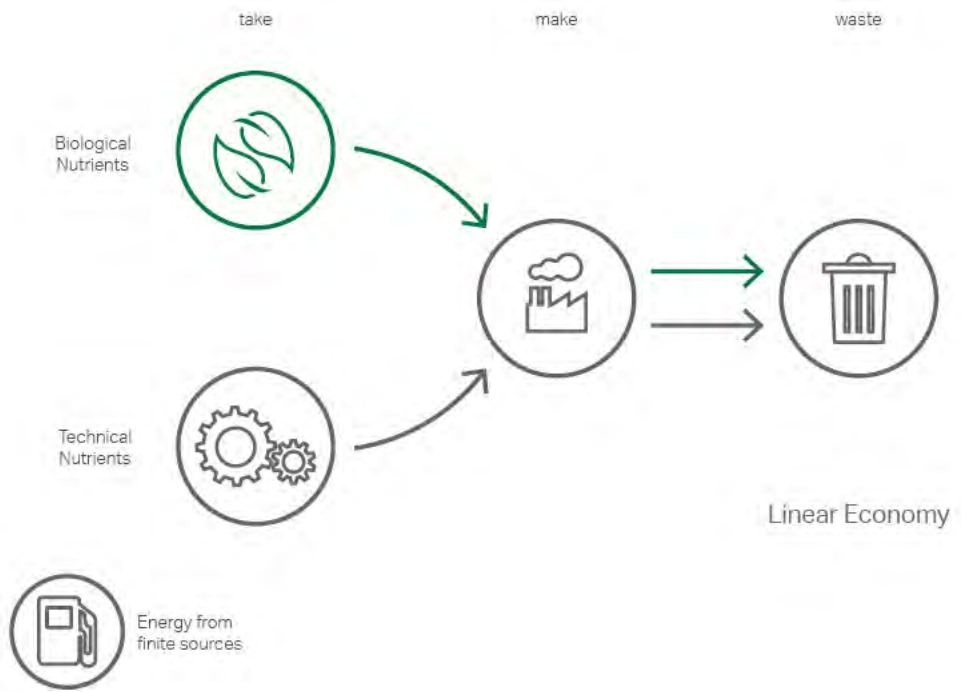 take
make
waste
Biological
Nutrients
Technical
Nutrients
Linear Economy
Energy from
finite sources